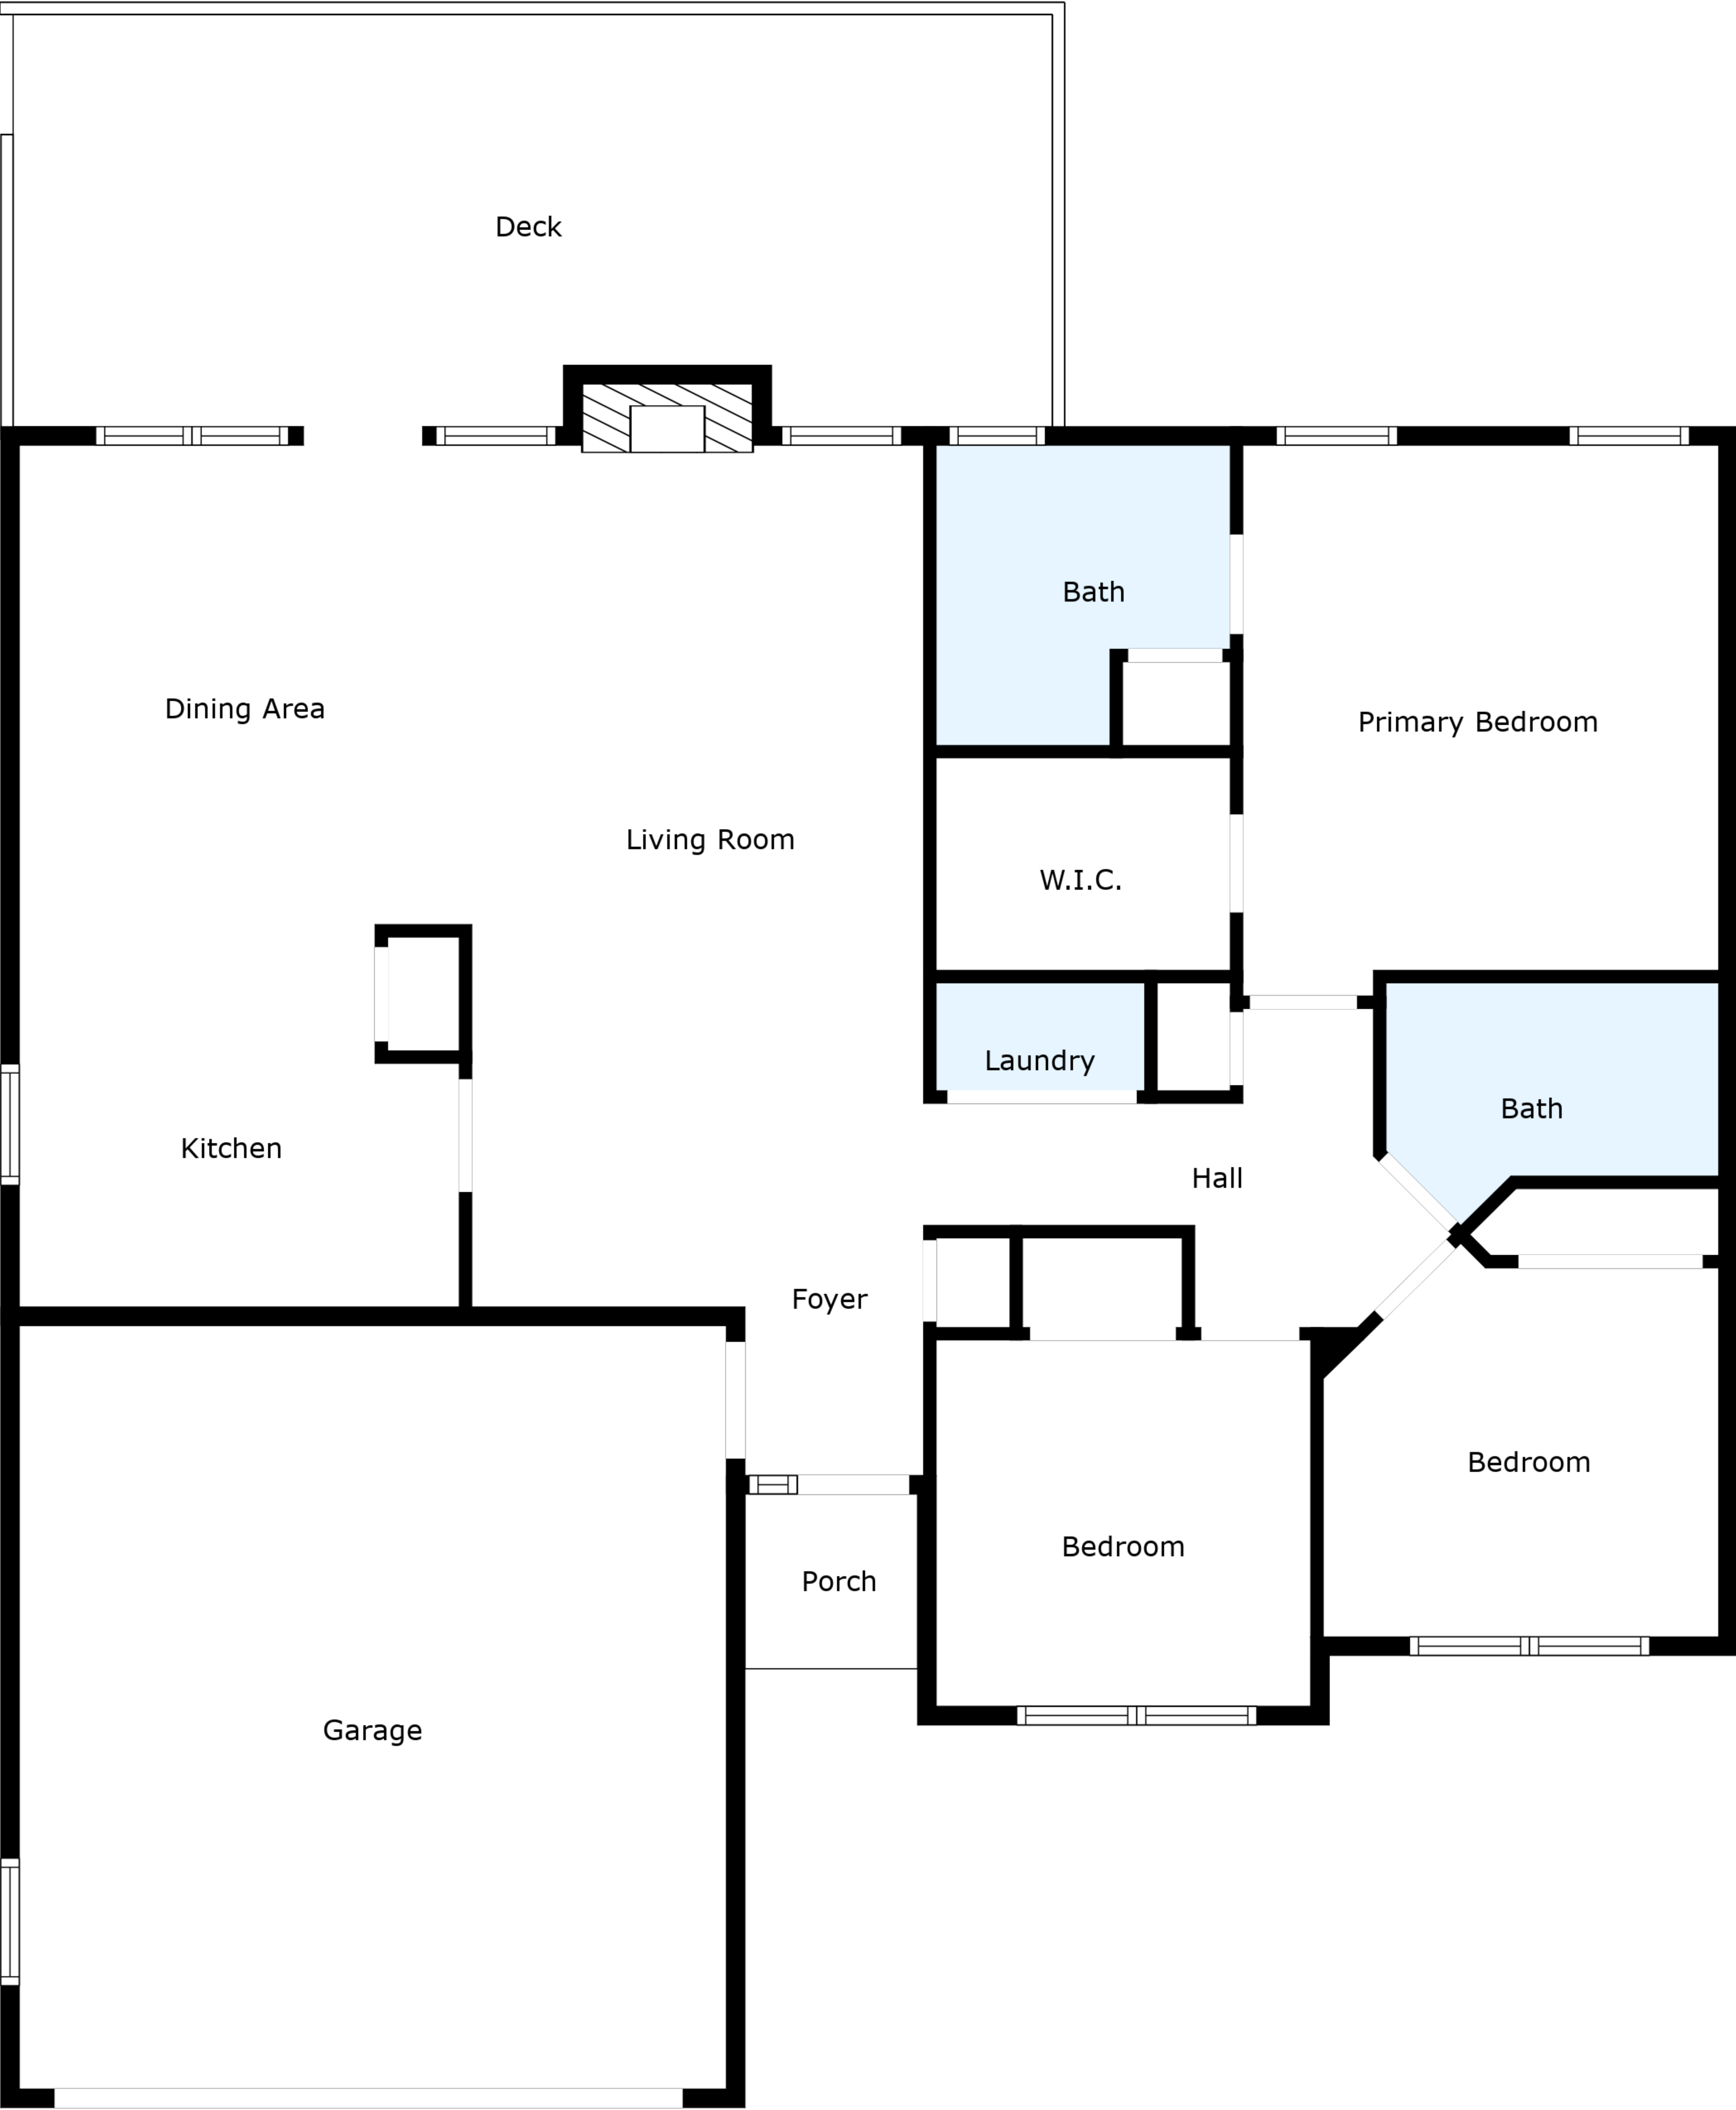 Deck
Bath
Dining Area
Primary Bedroom
Living Room
W.I.C.
Laundry
Bath
Kitchen
Hall
Foyer
Bedroom
Bedroom
Porch
Garage